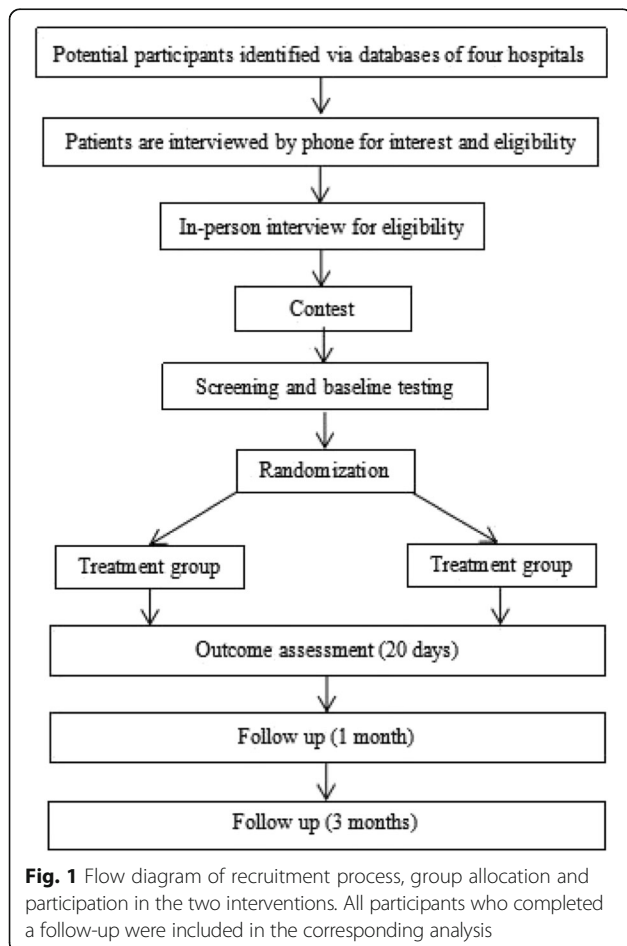 Potential participants identified via databases of four hospitals
Patients are interviewed by phone for interest and eligibility
In-person interview for eligibility
Contest
Screening and baseline testing
Randomization
Treatment group
Treatment group
Outcome assessment (20 days)
Follow up (1 month)
Follow up (3 months)
Fig. 1 Flow diagram of recruitment process, group allocation and
participation in the two interventions. All participants who completed
a follow-up were included in the corresponding analysis